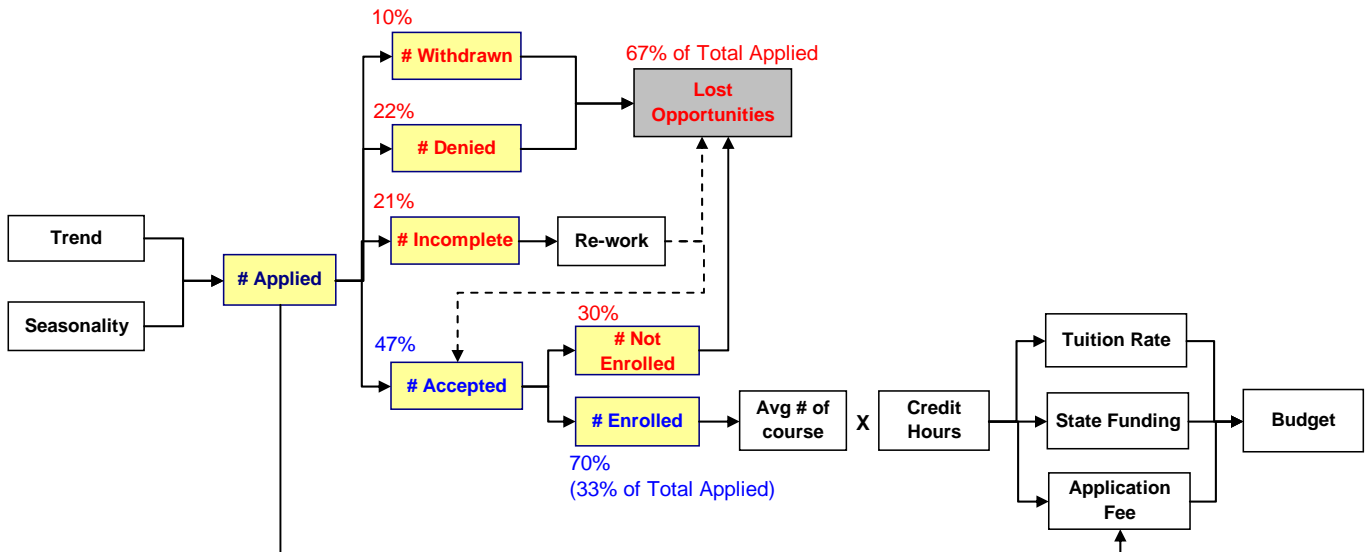 10%
# Withdrawn
67% of Total Applied
Lost
Opportunities
22%
# Denied
21%
# Incomplete
Re-work
Trend
# Applied
Seasonality
47%
# Accepted
30%
# Not
Enrolled
# Enrolled
70%
(33% of Total Applied)
Avg # of
course
X
Credit
Hours
Tuition Rate
State Funding
Application
Fee
Budget